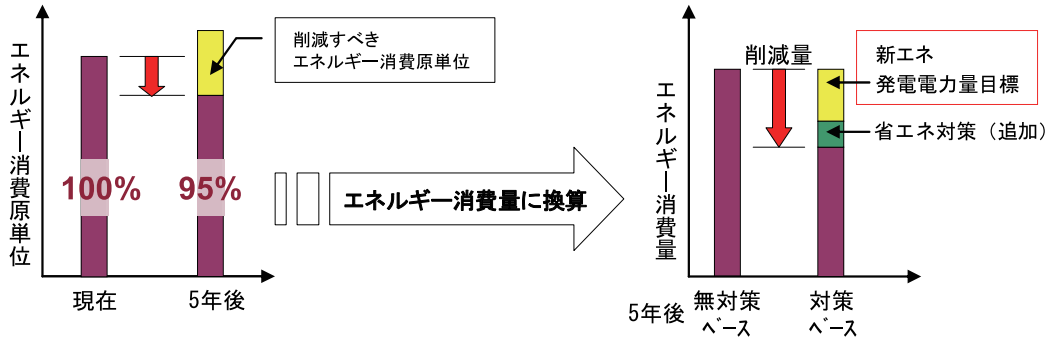 エネルギー消費原単位
100%
95%
現在
5年後
削減すべき
エネルギー消費原単位
エネルギー消費量に換算
エネルギー消費量
削減量
新エネ
発電電力量目標
省エネ対策（追加）
5年後
無対策
ベース
対策
ベース